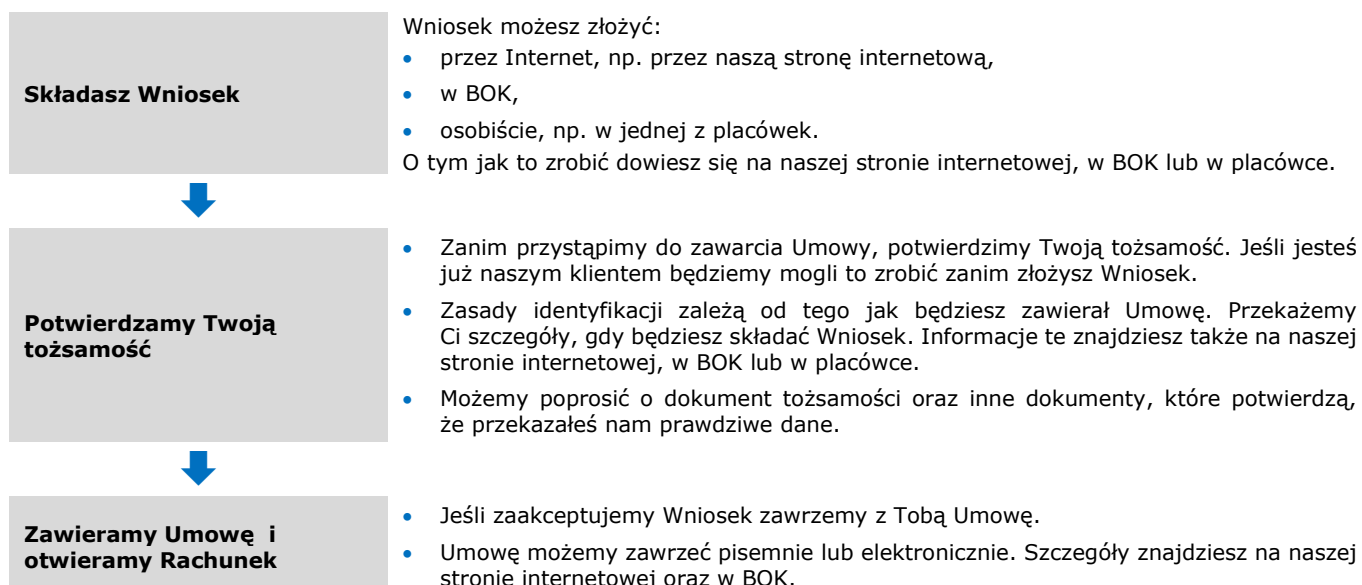 Składasz Wniosek
Wniosek możesz złożyć:
• przez Internet, np. przez naszą stronę internetową,
• w BOK,
• osobiście, np. w jednej z placówek.
O tym jak to zrobić dowiesz się na naszej stronie internetowej, w BOK lub w placówce.
Potwierdzamy Twoją
tożsamość
• Zanim przystąpimy do zawarcia Umowy, potwierdzimy Twoją tożsamość. Jeśli jesteś
już naszym klientem będziemy mogli to zrobić zanim złożysz Wniosek.
• Zasady identyfikacji zależą od tego jak będziesz zawierał Umowę. Przekażemy
Ci szczegóły, gdy będziesz składać Wniosek. Informacje te znajdziesz także na naszej
stronie internetowej, w BOK lub w placówce.
• Możemy poprosić o dokument tożsamości oraz inne dokumenty, które potwierdzą,
że przekazałeś nam prawdziwe dane.
Zawieramy Umowę i
otwieramy Rachunek
• Jeśli zaakceptujemy Wniosek zawrzemy z Tobą Umowę.
• Umowę możemy zawrzeć pisemnie lub elektronicznie. Szczegóły znajdziesz na naszej
stronie internetowej oraz w BOK.